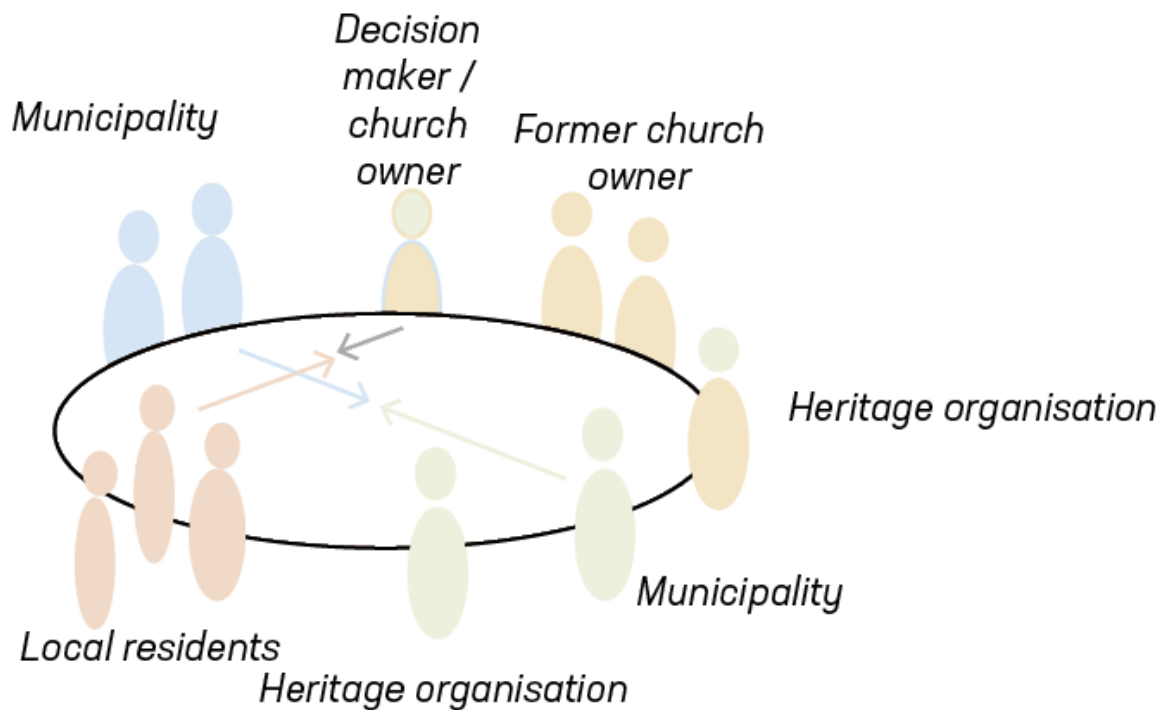 Decision
maker /
church
owner
Municipality
Former church
owner
Heritage organisation
Municipality
Local residents
Heritage organisation